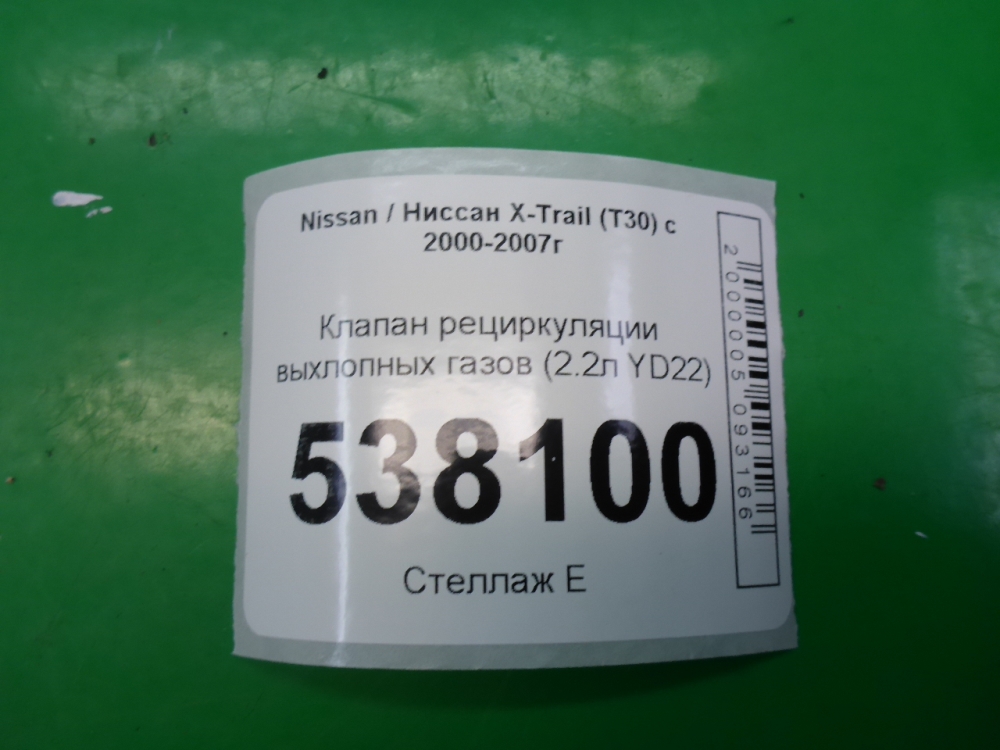 Nissan / Ниссан X-Trail (T30) с
2000-2007г
Клапан рециркуляции
выхлопных газов (2.2л YD22)
538100
Стеллаж Е
2000005093166